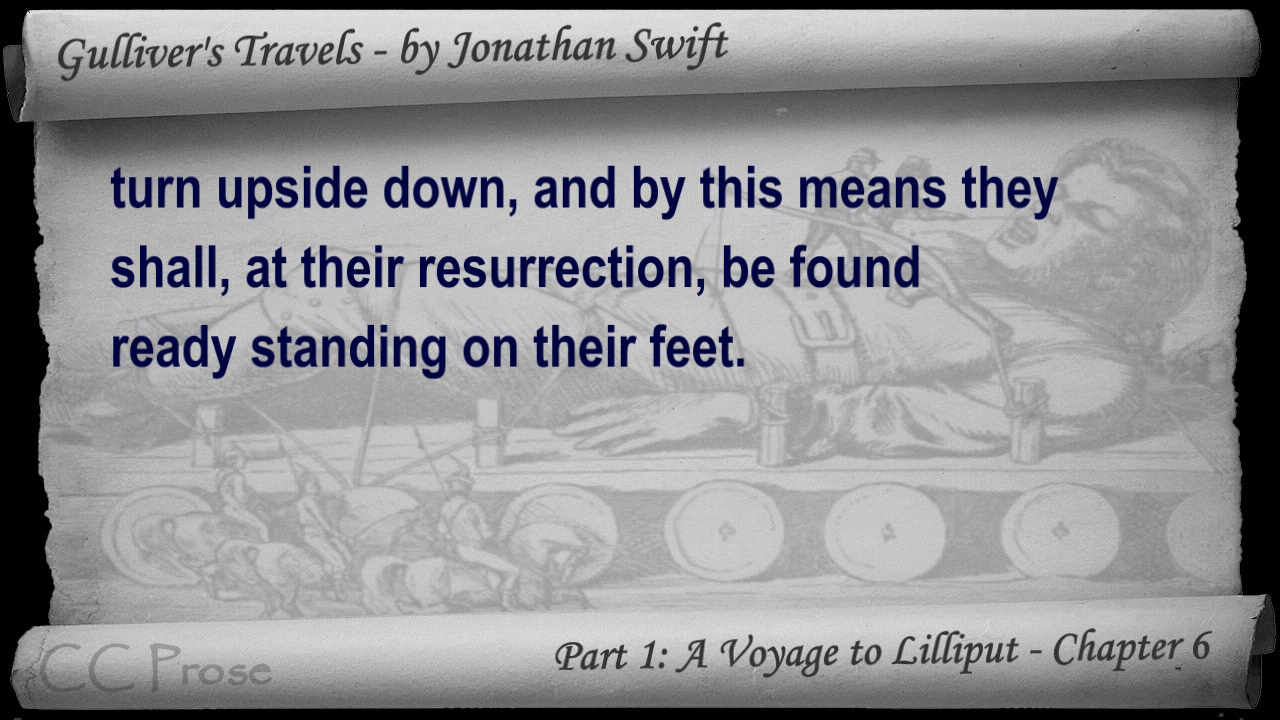 Gulliver's Travels - by Jonathan Swift
turn upside down, and by this means they
shall, at their resurrection, be found
ready standing on their feet.
CC Prose
Part 1: A Voyage to Lilliput - Chapter 6